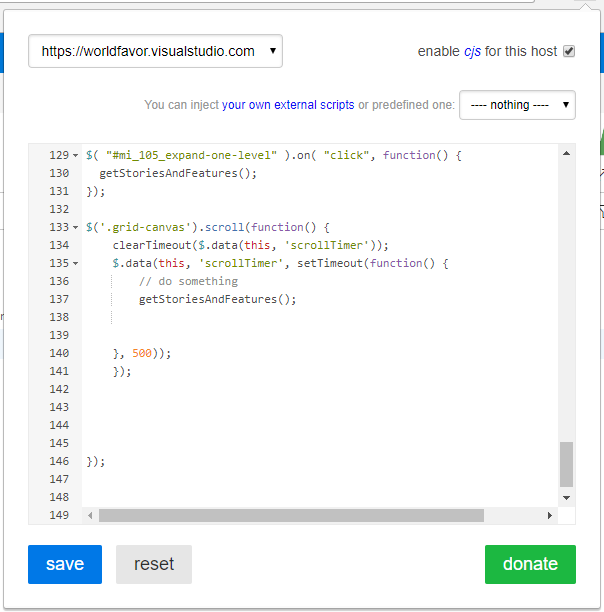 https://worldfavor.visualstudio.com
enable cjs for this host
You can inject your own external scripts or predefined one: ---- nothing ----
129 $( "#mi_105_expand-one-level" ).on( "click", function() {
130 getStoriesAndFeatures();
131 });
132
133 $('.grid-canvas').scroll(function() {
134 clearTimeout($.data(this, 'scrollTimer'));
135 $.data(this, 'scrollTimer', setTimeout(function() {
136 // do something
137 getStoriesAndFeatures();
138
139
140 }, 500));
141 });
142
143
144
145
146 });
147
148
149
save reset donate